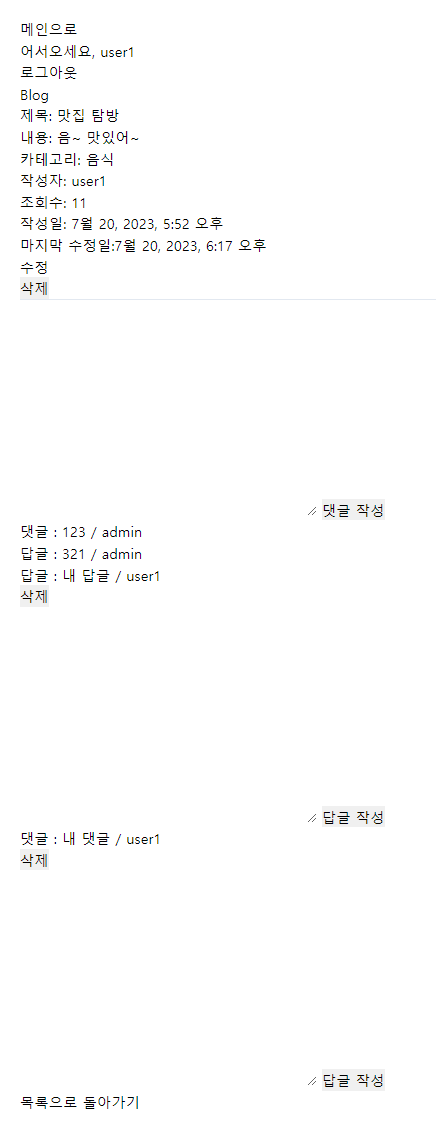 메인으로
어서오세요, user1
로그아웃
Blog
제목: 맛집 탐방
내용: 음~ 맛있어~
카테고리: 음식
작성자: user1
조회수: 11
작성일: 7월 20, 2023, 5:52 오후
마지막 수정일:7월 20, 2023, 6:17 오후
수정
삭제
댓글 작성
댓글 : 123 / admin
답글 : 321 / admin
답글 : 내 답글 / user1
삭제
답글 작성
댓글 : 내 댓글 / user1
삭제
답글 작성
목록으로 돌아가기